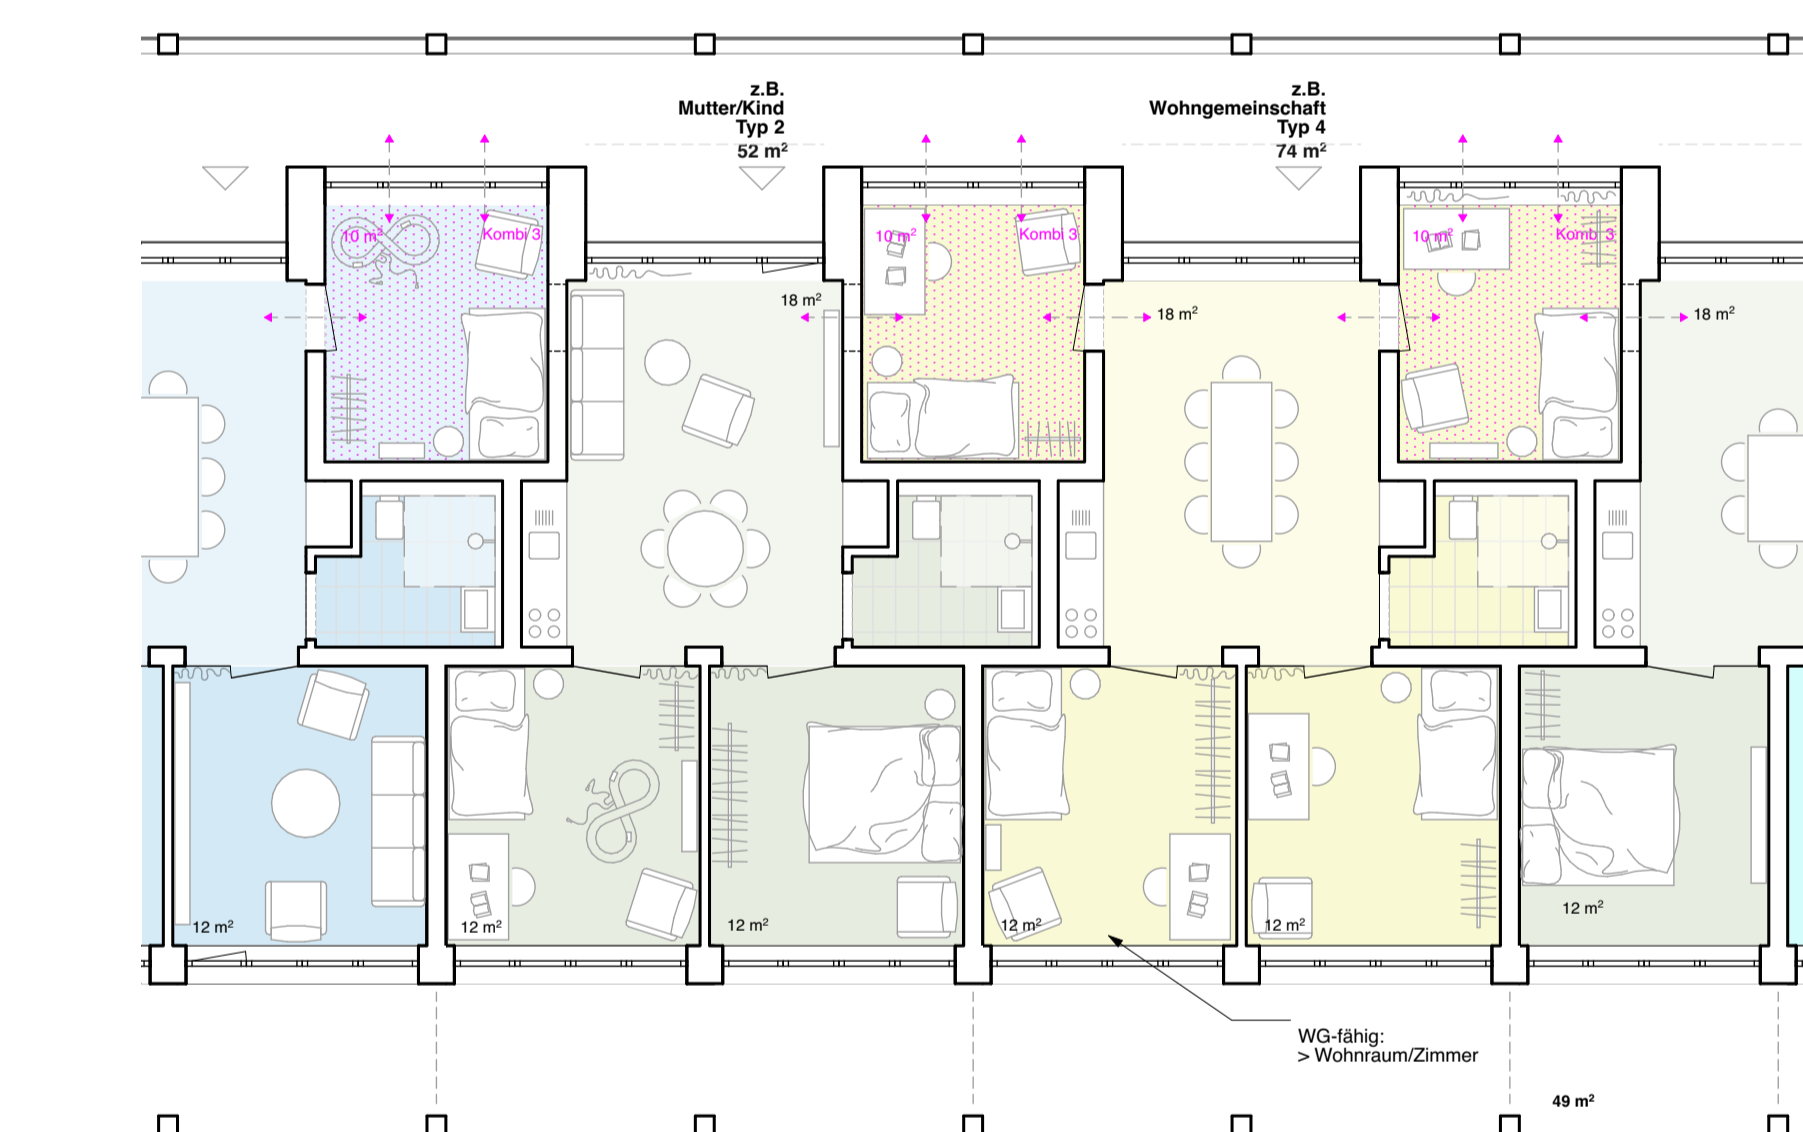 z.B.
Mutter/Kind
Typ 2
52 m²
z.B.
Wohngemeinschaft
Typ 4
74 m²
10 m²
Kombi 3
10 m²
Kombi 3
10 m²
Kombi 3
18 m²
18 m²
18 m²
12 m²
12 m²
12 m²
12 m²
12 m²
12 m²
WG-fähig:
> Wohnraum/Zimmer
49 m²